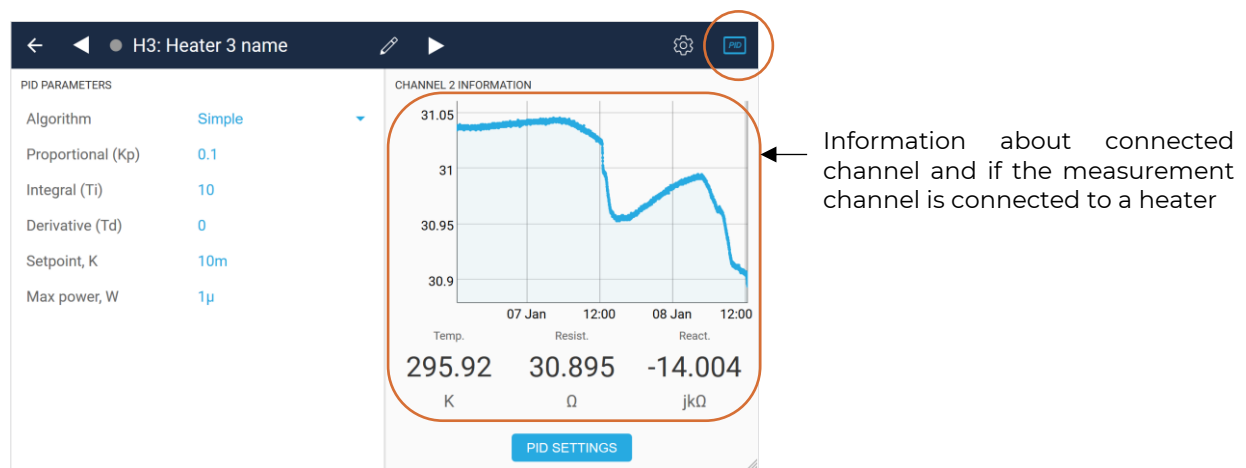 H3: Heater 3 name
PID
PID PARAMETERS
Algorithm Simple
Proportional (Kp) 0.1
Integral (Ti) 10
Derivative (Td) 0
Setpoint, K 10m
Max power, W 1µ
CHANNEL 2 INFORMATION
31.05
31
30.95
30.9
07 Jan 12:00 08 Jan 12:00
Temp. Resist. React.
295.92 30.895 -14.004
K Ω jkΩ
PID SETTINGS
Information about connected
channel and if the measurement
channel is connected to a heater